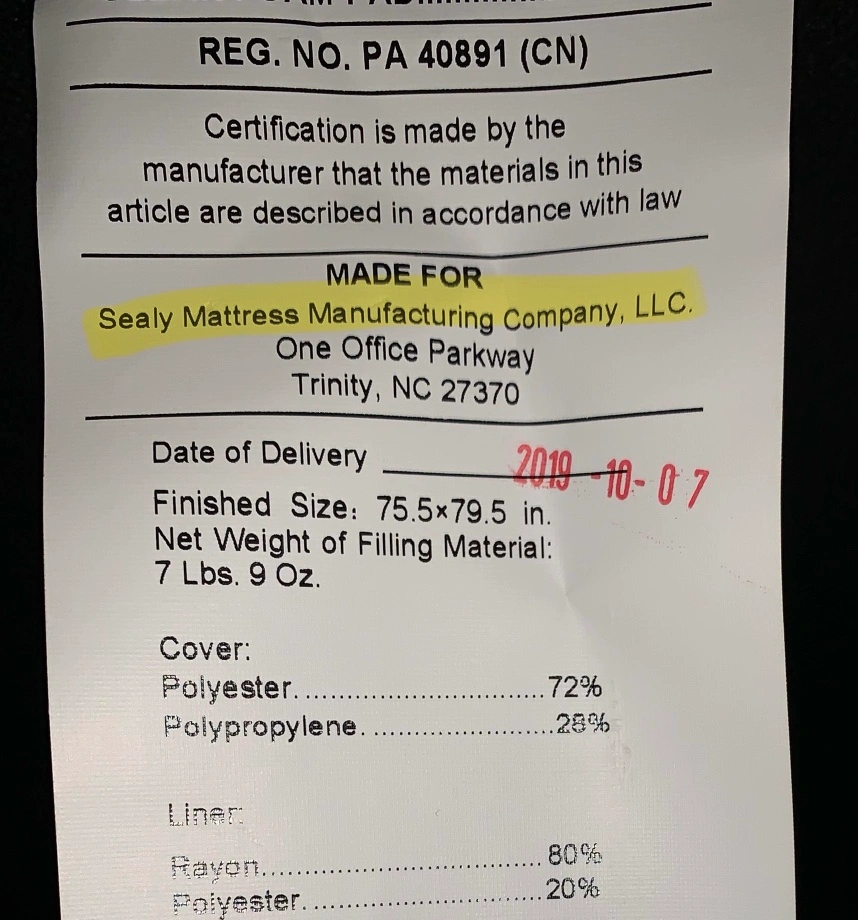 REG. NO. PA 40891 (CN)
Certification is made by the
manufacturer that the materials in this
article are described in accordance with law
MADE FOR
Sealy Mattress Manufacturing Company, LLC.
One Office Parkway
Trinity, NC 27370
Date of Delivery 2019-10-07
Finished Size: 75.5×79.5 in.
Net Weight of Filling Material:
7 Lbs. 9 Oz.
Cover:
Polyester..............................72%
Polypropylene........................28%
Liner:
Rayon..................................80%
Polyester..............................20%